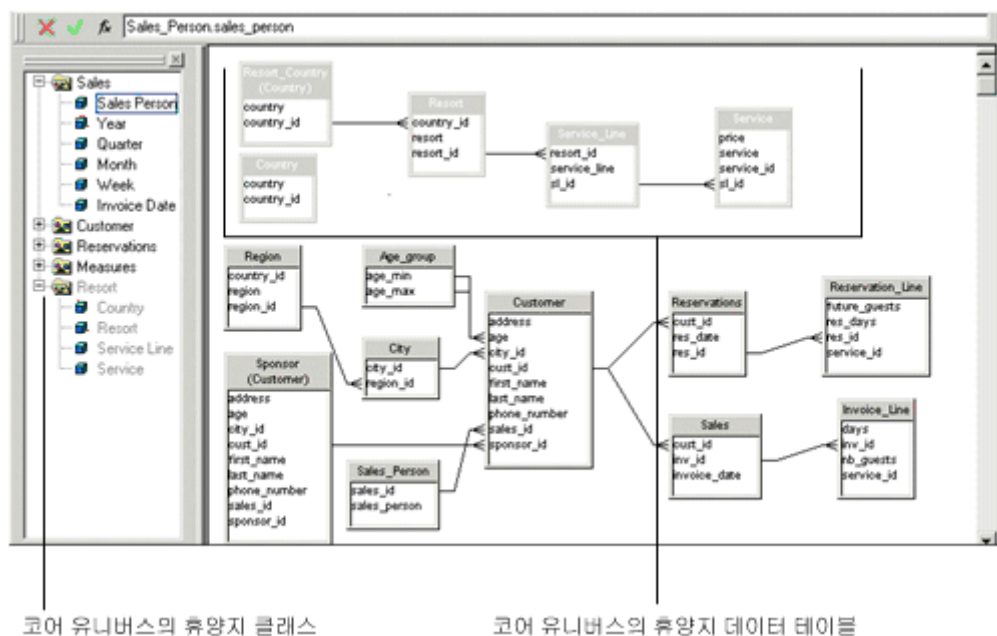 Sales_Person.sales_person
Sales
Sales Person
Year
Quarter
Month
Week
Invoice Date
Customer
Reservations
Measures
Resort
Country
Resort
Service Line
Service
Resort_Country
(Country)
country
country_id
Resort
country_id
resort
resort_id
Service_Line
resort_id
service_line
sl_id
Service
price
service
service_id
sl_id
Country
country
country_id
Region
country_id
region
region_id
Age_group
age_min
age_max
City
city_id
region_id
Customer
address
age
city_id
cust_id
first_name
last_name
phone_number
sales_id
sponsor_id
Reservations
cust_id
res_date
res_id
Reservation_Line
future_guests
res_days
res_id
service_id
Sponsor
(Customer)
address
age
city_id
cust_id
first_name
last_name
phone_number
sales_id
sponsor_id
Sales_Person
sales_id
sales_person
Sales
cust_id
inv_id
invoice_date
Invoice_Line
days
inv_id
nb_guests
service_id
코어 유니버스의 휴양지 클래스
코어 유니버스의 휴양지 데이터 테이블